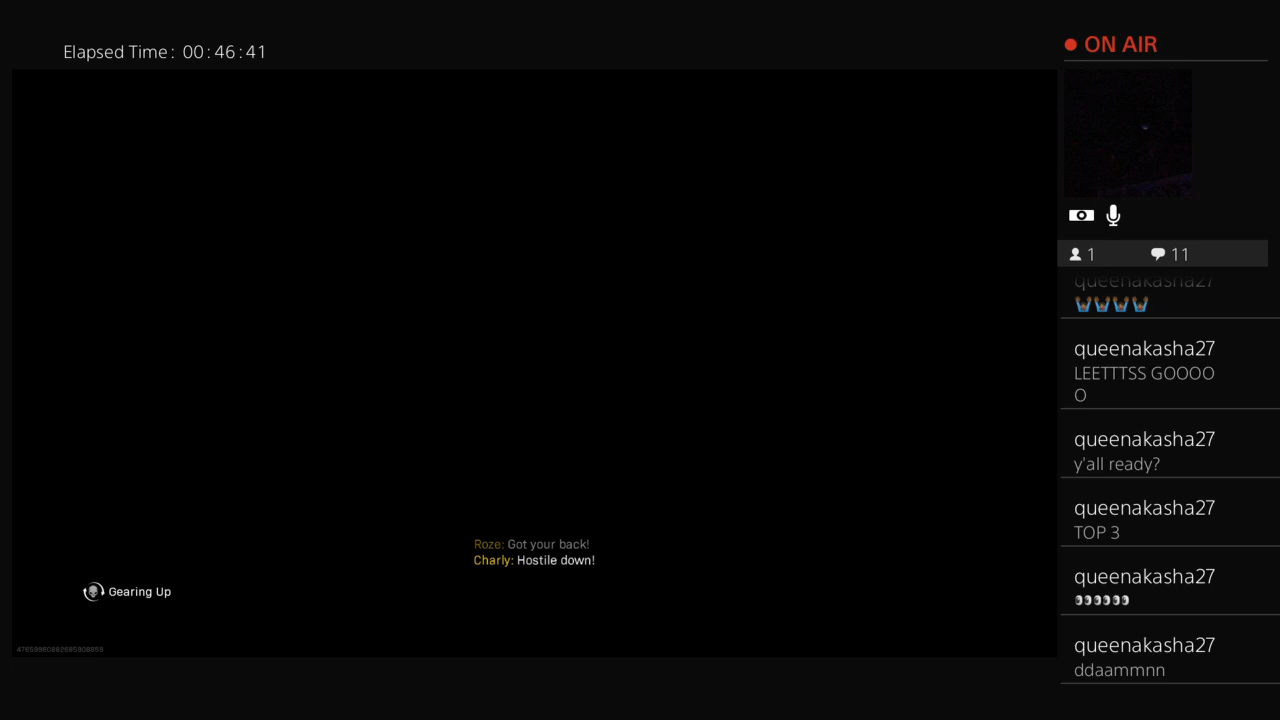 Elapsed Time: 00:46:41
ON AIR
1 11
queenakasha27
queenakasha27
LEETTTSS GOOOO
O
queenakasha27
y'all ready?
queenakasha27
TOP 3
queenakasha27
queenakasha27
ddaammnn
Roze: Got your back!
Charly: Hostile down!
Gearing Up